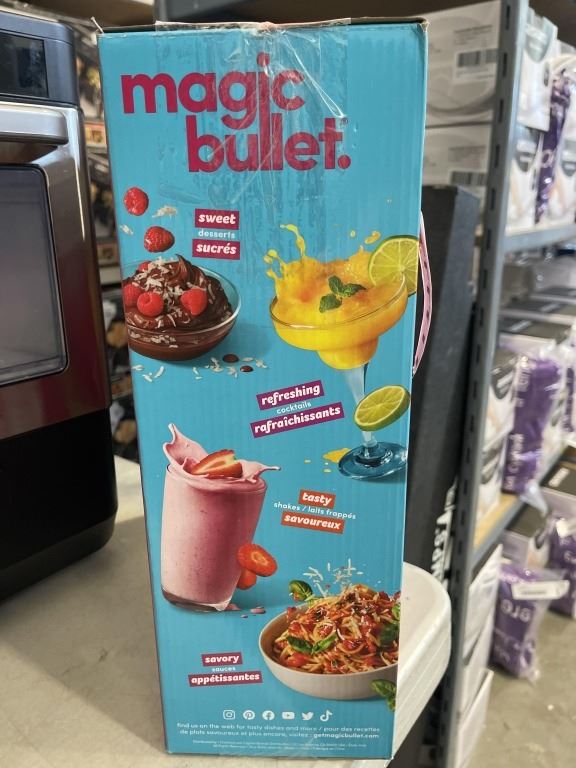 magic
bullet.
sweet
desserts
sucrés
refreshing
cocktails
rafraîchissants
tasty
shakes / laits frappés
savoureux
savory
sauces
appétissantes
find us on the web for tasty dishes and more / pour des recettes
de plats savoureux et plus encore, visitez : getmagicbullet.com